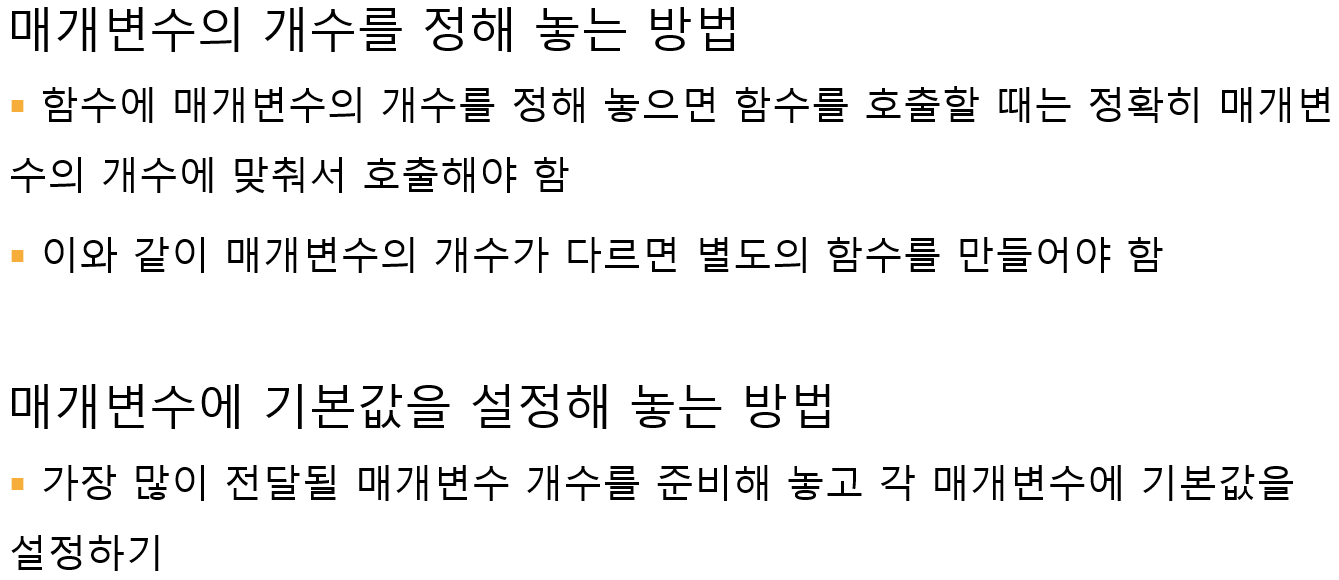 매개변수의 개수를 정해 놓는 방법
▪ 함수에 매개변수의 개수를 정해 놓으면 함수를 호출할 때는 정확히 매개변
수의 개수에 맞춰서 호출해야 함
▪ 이와 같이 매개변수의 개수가 다르면 별도의 함수를 만들어야 함
매개변수에 기본값을 설정해 놓는 방법
▪ 가장 많이 전달될 매개변수 개수를 준비해 놓고 각 매개변수에 기본값을
설정하기